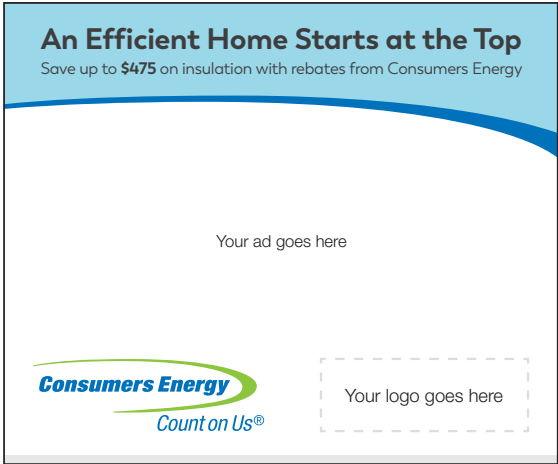 An Efficient Home Starts at the Top
Save up to $475 on insulation with rebates from Consumers Energy
Your ad goes here
Consumers Energy
Count on Us®
Your logo goes here